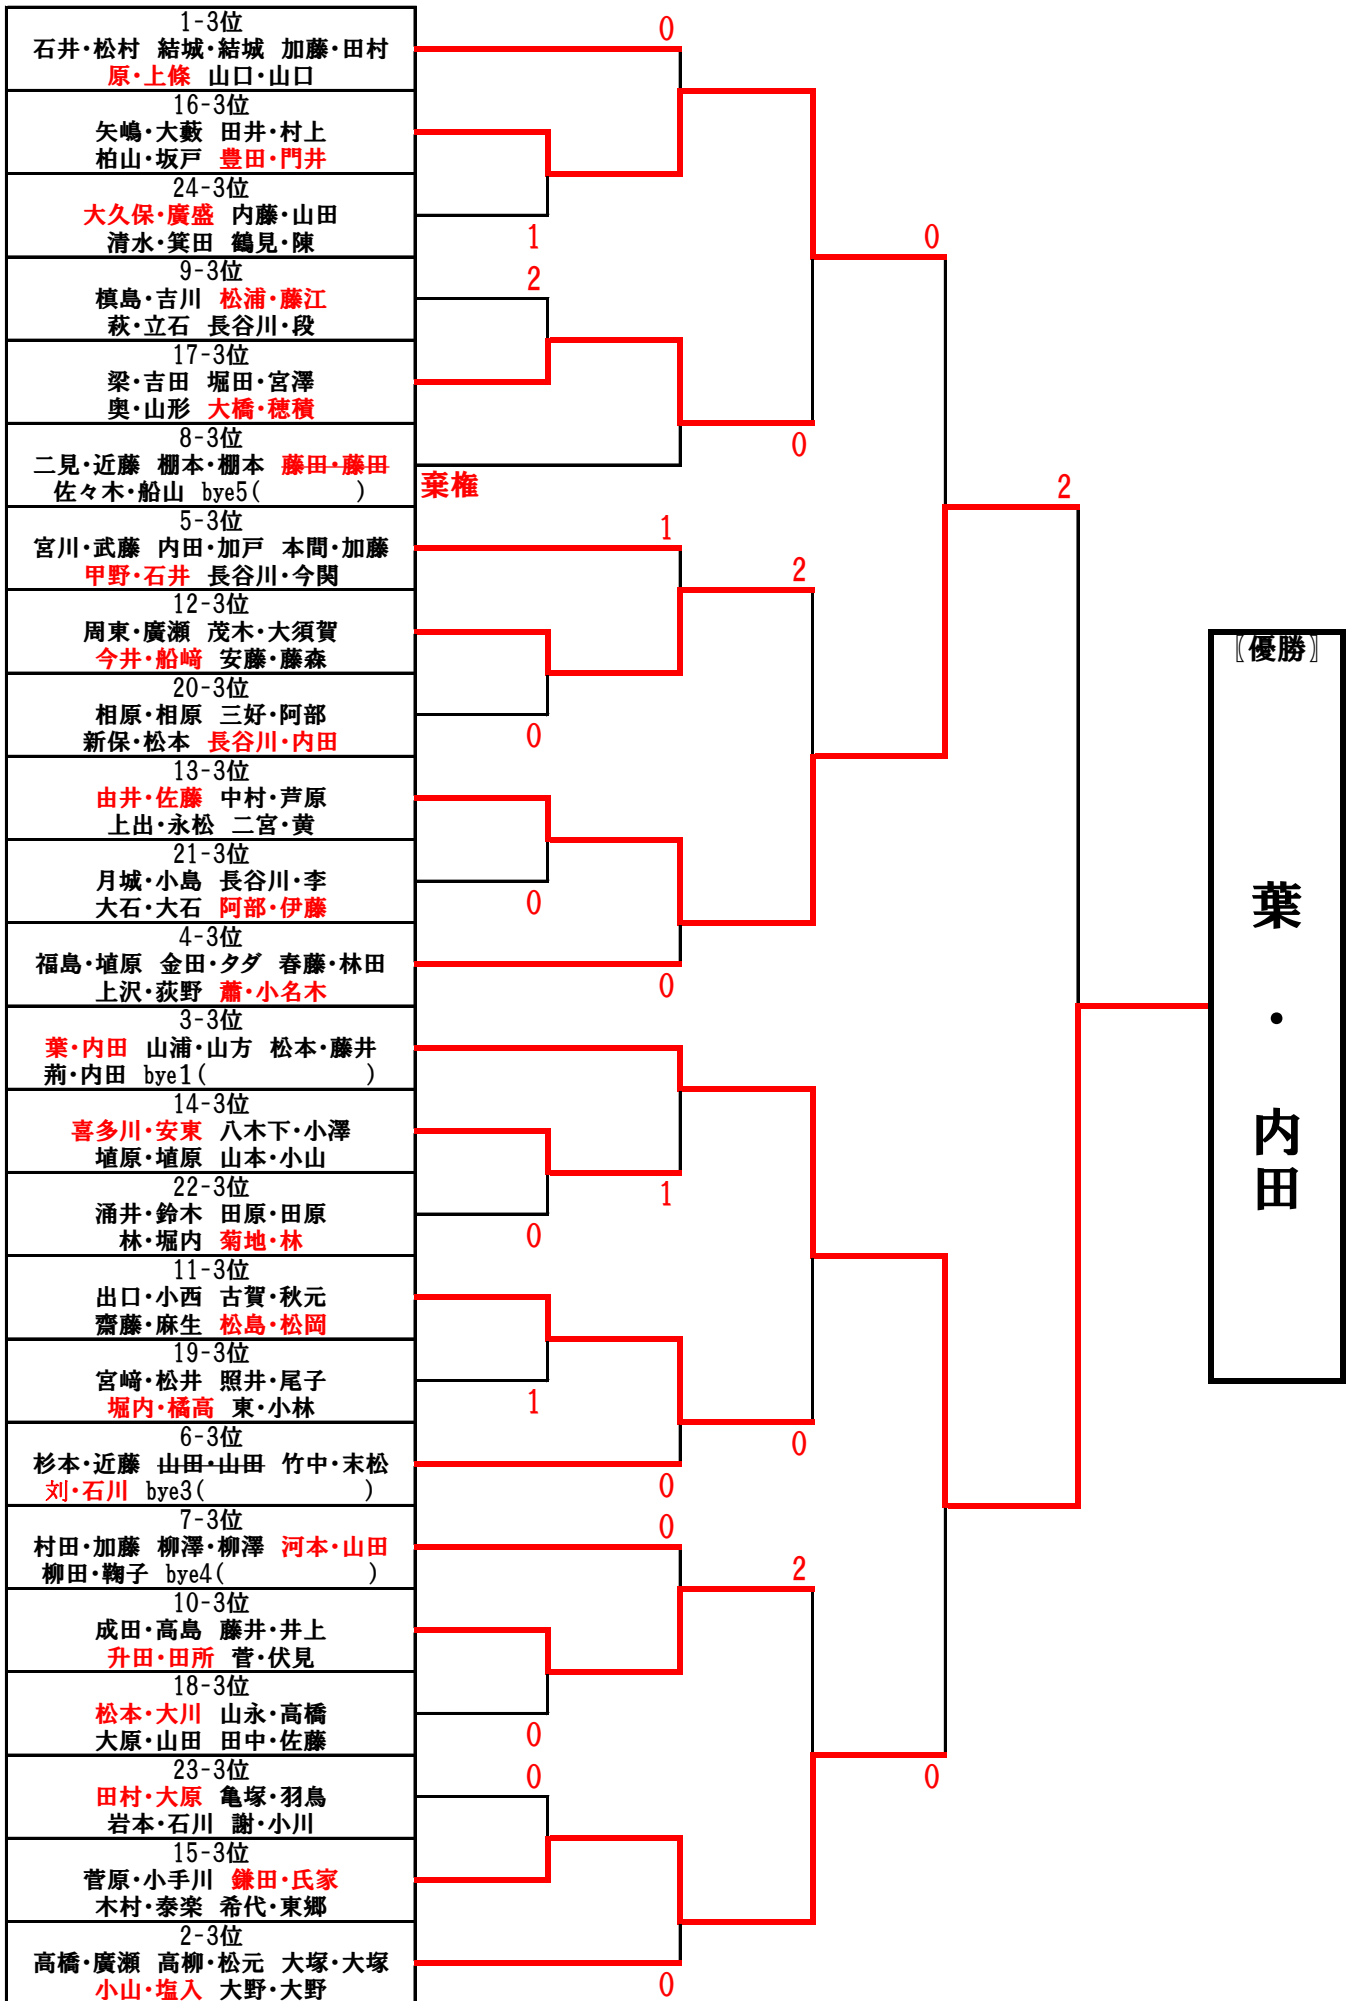 1-3位
石井・松村 結城・結城 加藤・田村
原・上條 山口・山口
0
16-3位
矢嶋・大藪 田井・村上
柏山・坂戸 豊田・門井
24-3位
大久保・廣盛 内藤・山田
清水・箕田 鶴見・陳
1
0
9-3位
槙島・吉川 松浦・藤江
萩・立石 長谷川・段
2
17-3位
梁・吉田 堀田・宮澤
奥・山形 大橋・穂積
8-3位
二見・近藤 棚本・棚本 藤田・藤田
佐々木・船山 bye5( )
0
棄権
2
5-3位
宮川・武藤 内田・加戸 本間・加藤
甲野・石井 長谷川・今関
1
2
12-3位
周東・廣瀬 茂木・大須賀
今井・船﨑 安藤・藤森
20-3位
相原・相原 三好・阿部
新保・松本 長谷川・内田
0
13-3位
由井・佐藤 中村・芦原
上出・永松 二宮・黄
21-3位
月城・小島 長谷川・李
大石・大石 阿部・伊藤
0
4-3位
福島・埴原 金田・タダ 春藤・林田
上沢・荻野 蕭・小名木
0
3-3位
葉・内田 山浦・山方 松本・藤井
荊・内田 bye1( )
14-3位
喜多川・安東 八木下・小澤
埴原・埴原 山本・小山
22-3位
涌井・鈴木 田原・田原
林・堀内 菊地・林
0
1
11-3位
出口・小西 古賀・秋元
齋藤・麻生 松島・松岡
19-3位
宮﨑・松井 照井・尾子
堀内・橘高 東・小林
1
6-3位
杉本・近藤 山田・山田 竹中・末松
刘・石川 bye3( )
0
0
7-3位
村田・加藤 柳澤・柳澤 河本・山田
柳田・鞠子 bye4( )
0
2
10-3位
成田・高島 藤井・井上
升田・田所 菅・伏見
18-3位
松本・大川 山永・高橋
大原・山田 田中・佐藤
0
23-3位
田村・大原 亀塚・羽鳥
岩本・石川 謝・小川
0
0
15-3位
菅原・小手川 鎌田・氏家
木村・泰楽 希代・東郷
2-3位
高橋・廣瀬 高柳・松元 大塚・大塚
小山・塩入 大野・大野
0
〖優勝〗
葉・内田